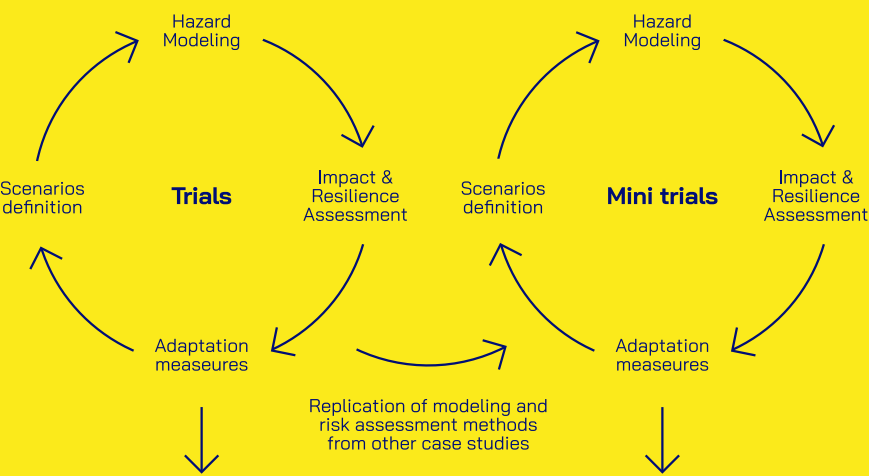 Hazard
Modeling
Scenarios
definition
Trials
Impact &
Resilience
Assessment
Adaptation
measeures
Replication of modeling and
risk assessment methods
from other case studies
Hazard
Modeling
Scenarios
definition
Mini trials
Impact &
Resilience
Assessment
Adaptation
measeures